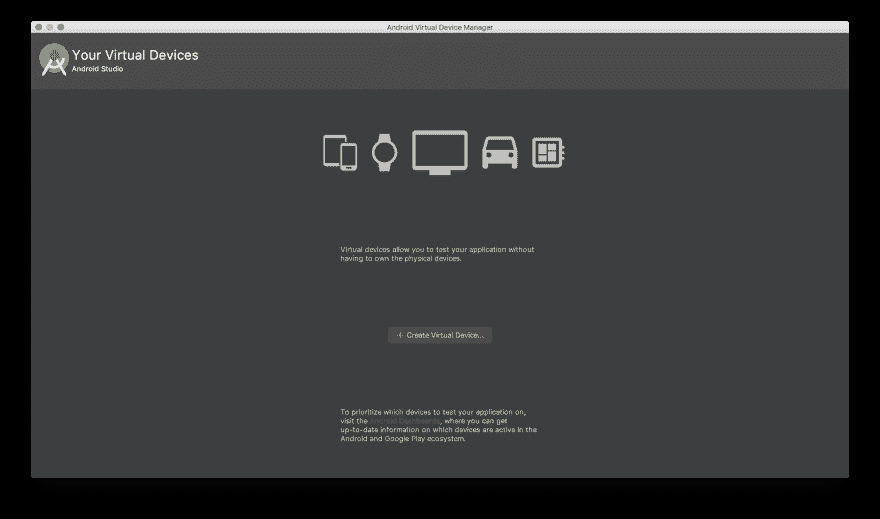 Android Virtual Device Manager
Your Virtual Devices
Android Studio
Virtual devices allow you to test your application without
having to own the physical devices.
+ Create Virtual Device...
To prioritize which devices to test your application on,
visit the Android Dashboards, where you can get
up-to-date information on which devices are active in the
Android and Google Play ecosystem.